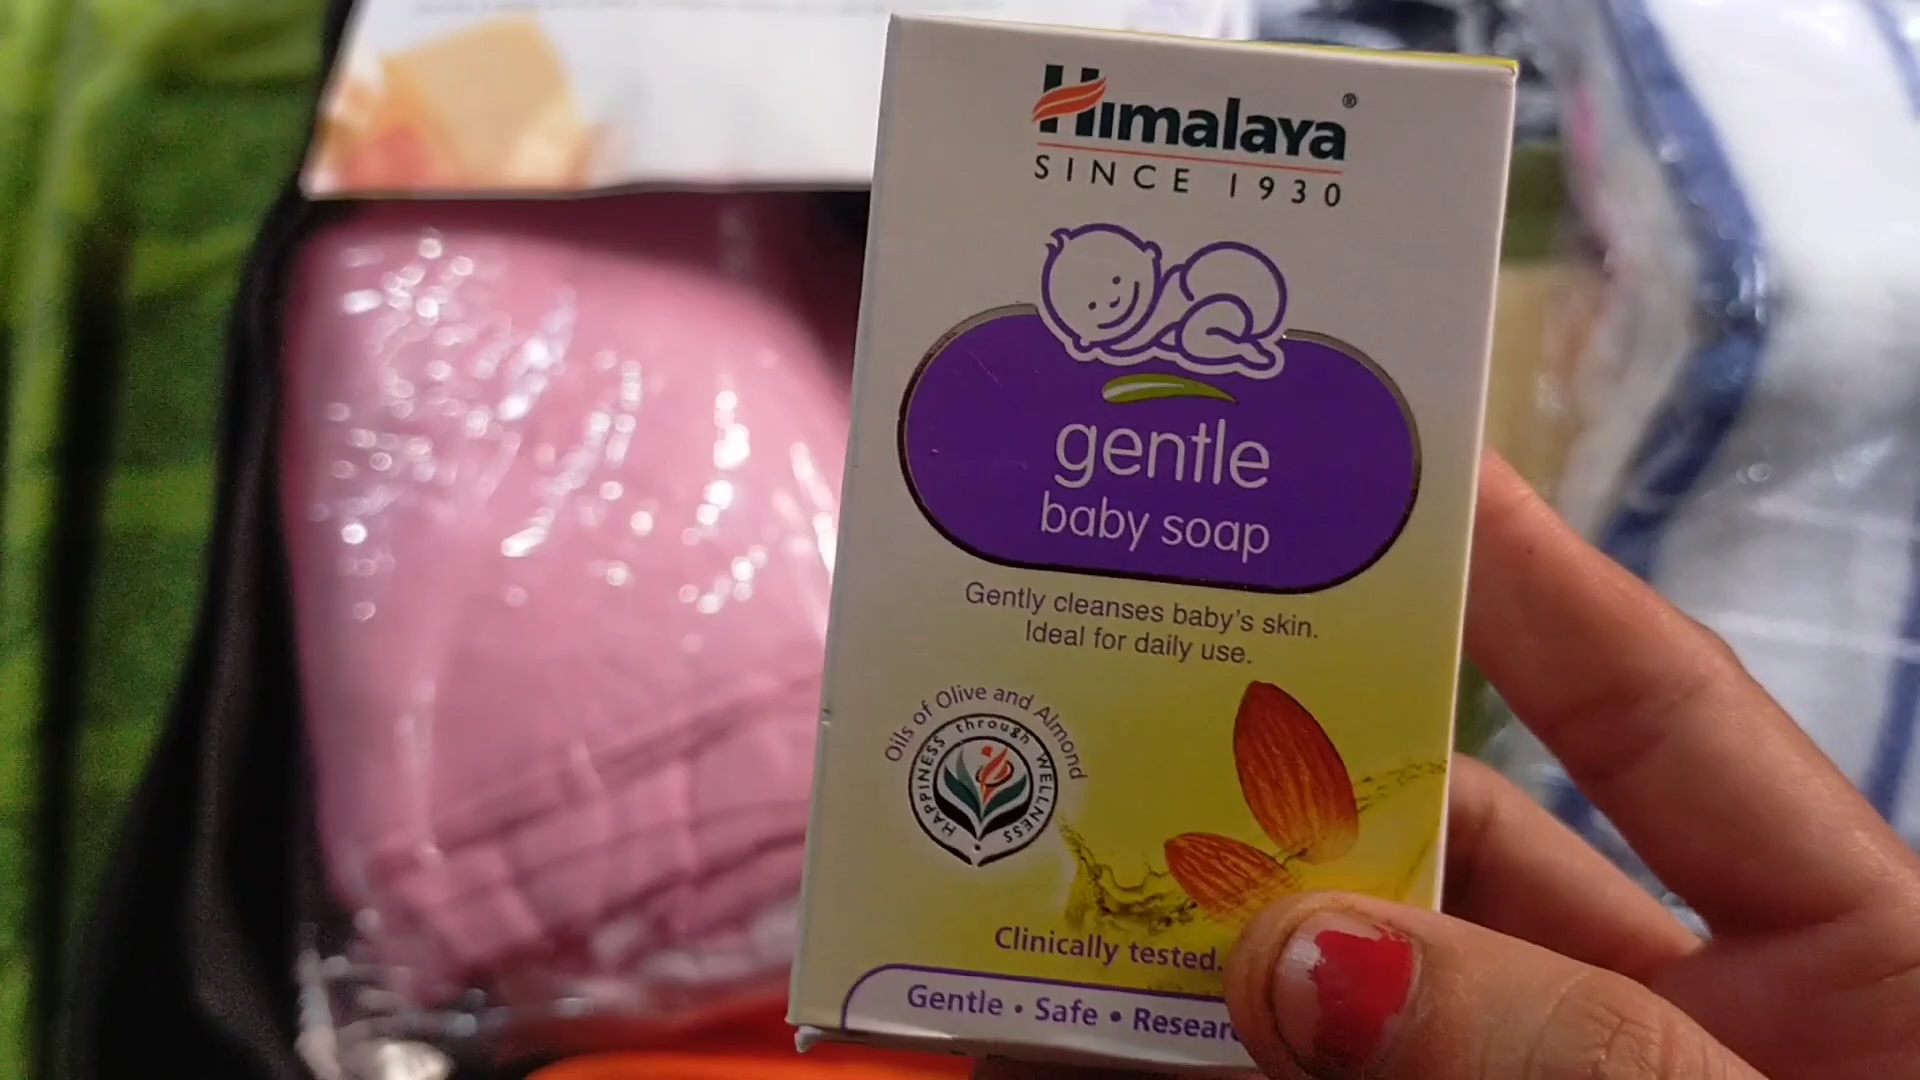 Himalaya®
SINCE 1930
gentle
baby soap
Gently cleanses baby's skin.
Ideal for daily use.
Oils of Olive and Almond
HAPPINESS through WELLNESS
Clinically tested.
Gentle • Safe •